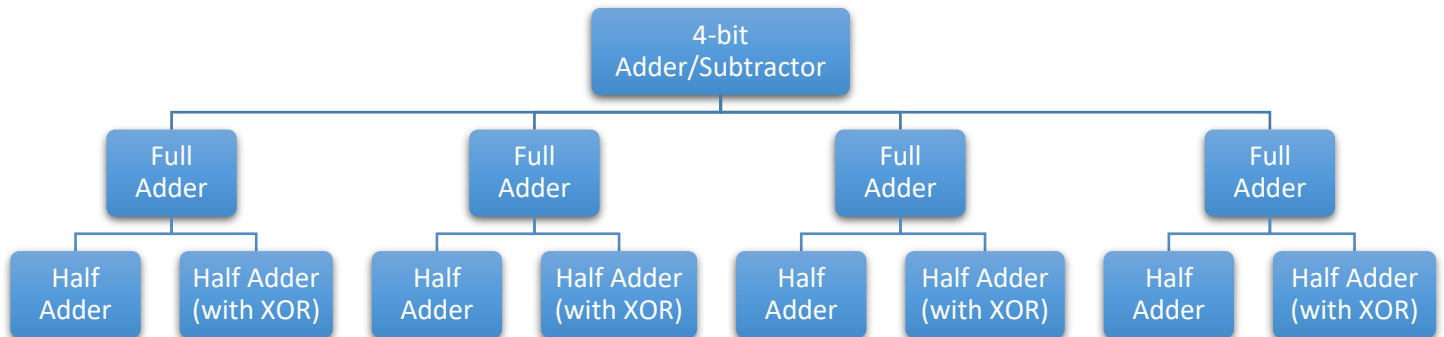 4-bit
Adder/Subtractor
Full
Adder
Full
Adder
Full
Adder
Full
Adder
Half
Adder
Half Adder
(with XOR)
Half
Adder
Half Adder
(with XOR)
Half
Adder
Half Adder
(with XOR)
Half
Adder
Half Adder
(with XOR)